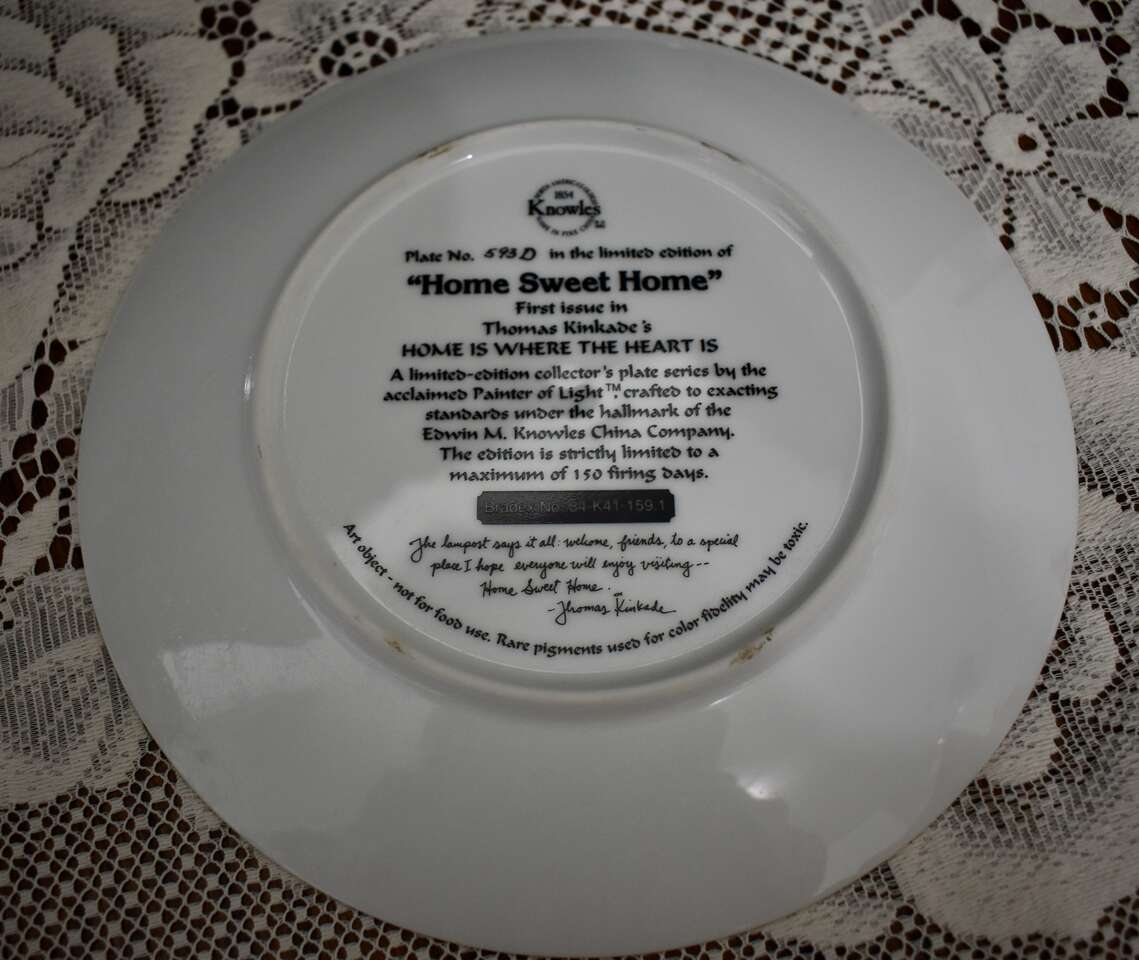 1854
Knowles
Plate No. 593D in the limited edition of
“Home Sweet Home”
First issue in
Thomas Kinkade's
HOME IS WHERE THE HEART IS
A limited-edition collector's plate series by the
acclaimed Painter of Light™, crafted to exacting
standards under the hallmark of the
Edwin M. Knowles China Company.
The edition is strictly limited to a
maximum of 150 firing days.
Bradex No. 84-K41-159.1
The lampost says it all: welcome, friends, to a special
place I hope everyone will enjoy visiting--
Home Sweet Home.
-Thomas Kinkade
Art object - not for food use. Rare pigments used for color fidelity may be toxic.